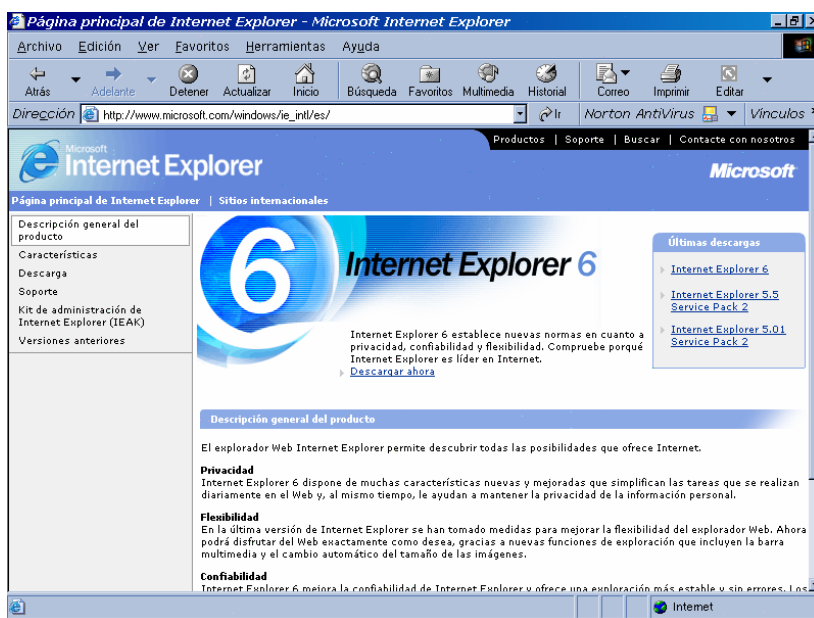 Página principal de Internet Explorer - Microsoft Internet Explorer
Archivo Edición Ver Favoritos Herramientas Ayuda
Atrás Adelante Detener Actualizar Inicio Búsqueda Favoritos Multimedia Historial Correo Imprimir Editar
Dirección http://www.microsoft.com/windows/ie_intl/es/ Ir Norton AntiVirus Vínculos
Productos | Soporte | Buscar | Contacte con nosotros
Microsoft
Internet Explorer
Microsoft
Página principal de Internet Explorer | Sitios internacionales
Descripción general del
producto
Características
Descarga
Soporte
Kit de administración de
Internet Explorer (IEAK)
Versiones anteriores
6
Internet Explorer 6
Internet Explorer 6 establece nuevas normas en cuanto a
privacidad, confiabilidad y flexibilidad. Compruebe porqué
Internet Explorer es líder en Internet.
Descargar ahora
Últimas descargas
Internet Explorer 6
Internet Explorer 5.5
Service Pack 2
Internet Explorer 5.01
Service Pack 2
Descripción general del producto
El explorador Web Internet Explorer permite descubrir todas las posibilidades que ofrece Internet.
Privacidad
Internet Explorer 6 dispone de muchas características nuevas y mejoradas que simplifican las tareas que se realizan
diariamente en el Web y, al mismo tiempo, le ayudan a mantener la privacidad de la información personal.
Flexibilidad
En la última versión de Internet Explorer se han tomado medidas para mejorar la flexibilidad del explorador Web. Ahora
podrá disfrutar del Web exactamente como desea, gracias a nuevas funciones de exploración que incluyen la barra
multimedia y el cambio automático del tamaño de las imágenes.
Confiabilidad
Internet Explorer 6 mejora la confiabilidad de Internet Explorer y ofrece una exploración más estable y sin errores. Los
Internet